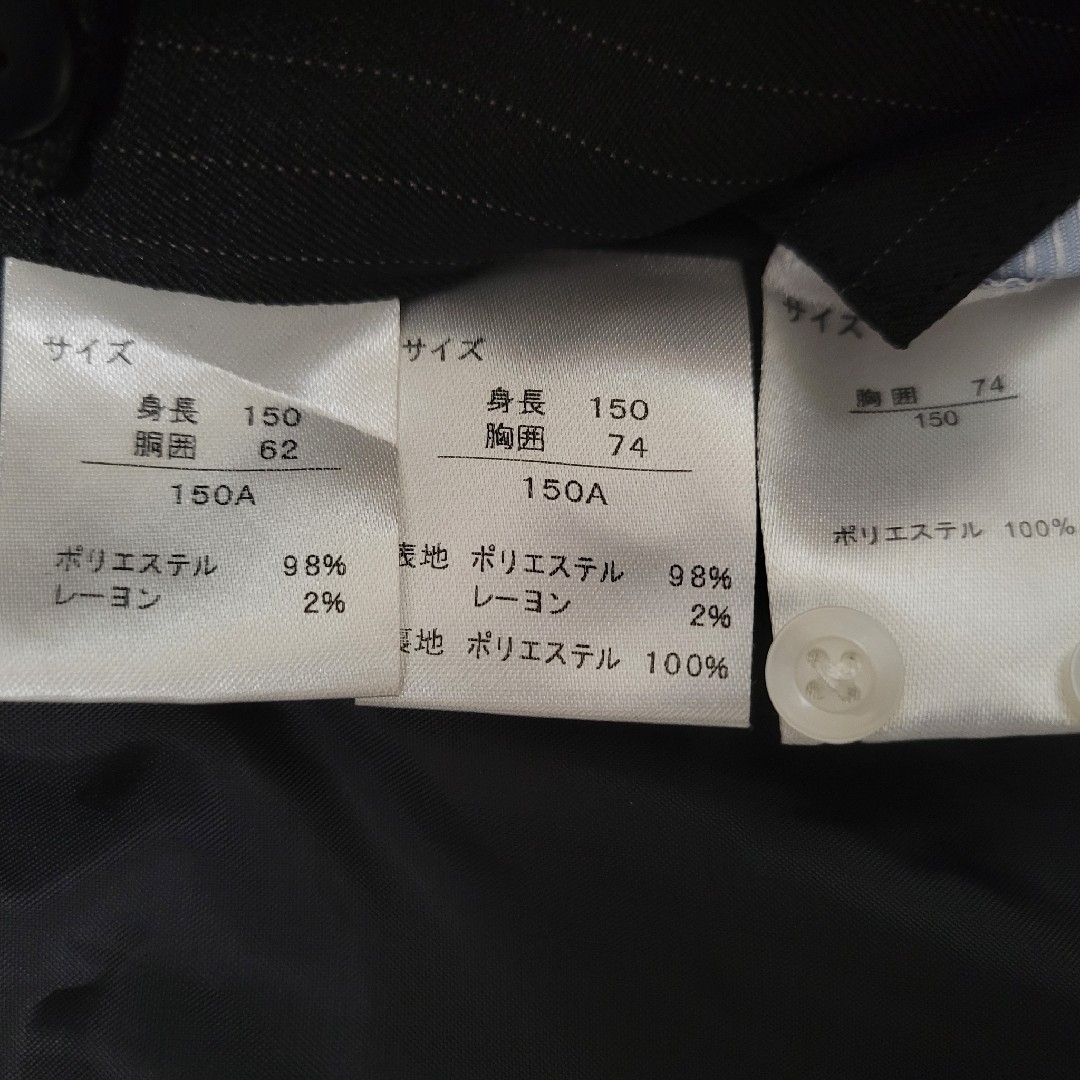 サイズ
身長 150
胴囲 62
150A
ポリエステル 98%
レーヨン 2%
サイズ
身長 150
胸囲 74
150A
表地 ポリエステル 98%
レーヨン 2%
裏地 ポリエステル 100%
サイズ
胸囲 74
150
ポリエステル 100%